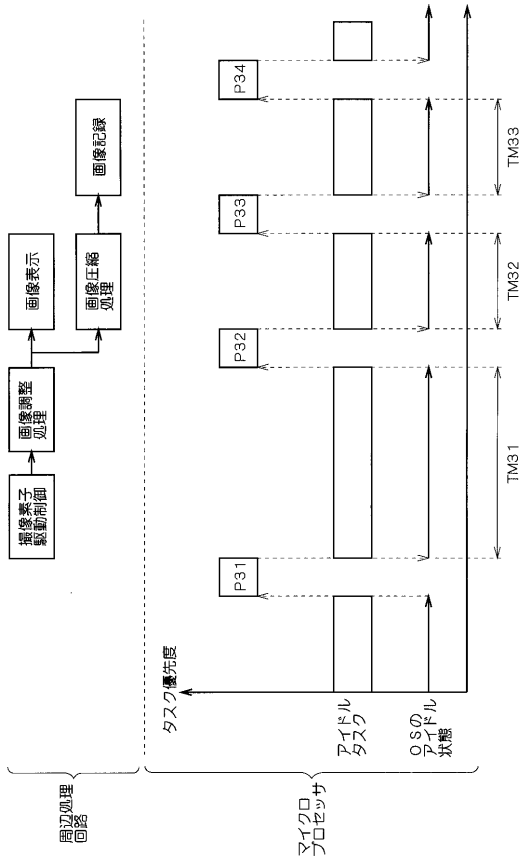 周辺処理
回路
撮像素子
駆動制御
画像調整
処理
画像表示
画像圧縮
処理
画像記録
マイクロ
プロセッサ
タスク優先度
P31
P32
P33
P34
アイドル
タスク
OSの
アイドル
状態
TM31
TM32
TM33